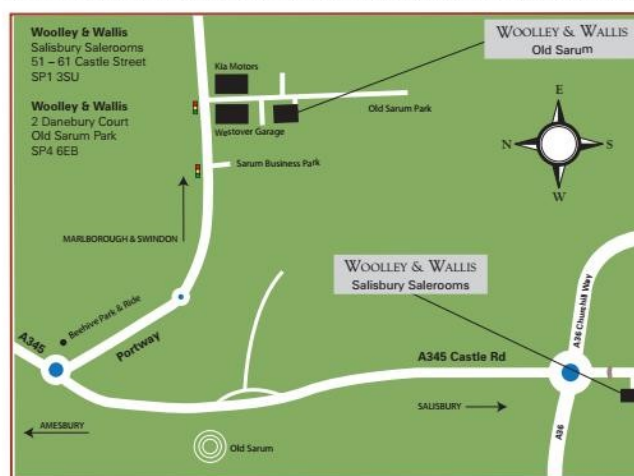 Woolley & Wallis
Salisbury Salerooms
51 – 61 Castle Street
SP1 3SU
Woolley & Wallis
2 Danebury Court
Old Sarum Park
SP4 6EB
WOOLLEY & WALLIS
Old Sarum
Kia Motors
Old Sarum Park
Westover Garage
Sarum Business Park
E
N
S
W
MARLBOROUGH & SWINDON
WOOLLEY & WALLIS
Salisbury Salerooms
A36 Churchill Way
Beehive Park & Ride
A345
Portway
A345 Castle Rd
AMESBURY
SALISBURY
Old Sarum
A36